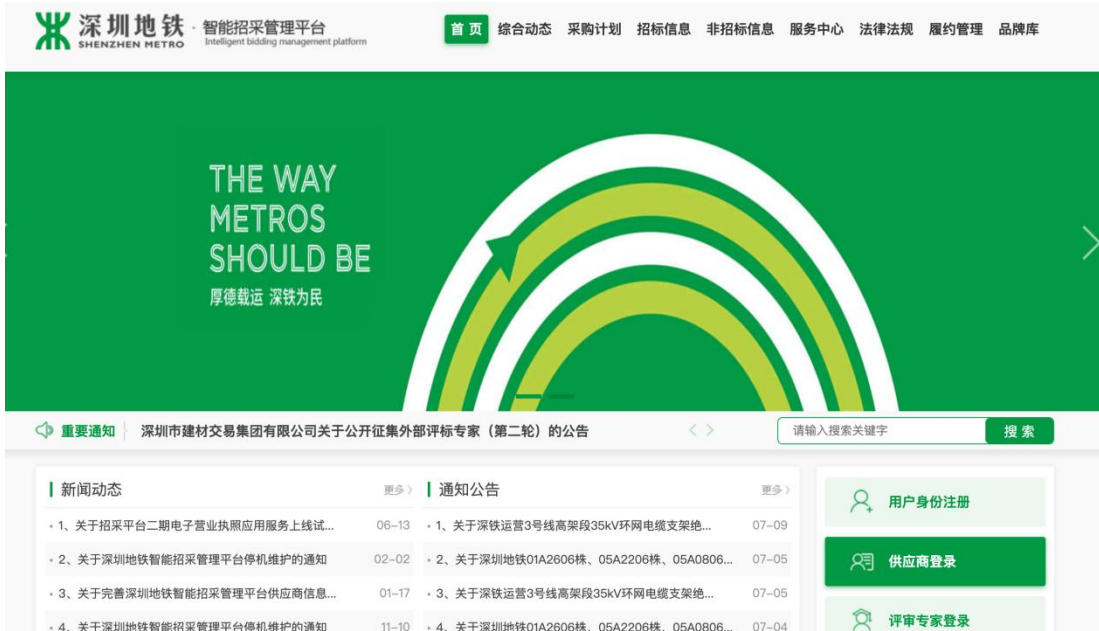 深圳地铁 · 智能招采管理平台
SHENZHEN METRO Intelligent bidding management platform
首页 综合动态 采购计划 招标信息 非招标信息 服务中心 法律法规 履约管理 品牌库
THE WAY
METROS
SHOULD BE
厚德载运 深铁为民
重要通知 深圳市建材交易集团有限公司关于公开征集外部评标专家（第二轮）的公告
请输入搜索关键字 搜索
新闻动态 更多
1、关于招采平台二期电子营业执照应用服务上线试... 06-13
2、关于深圳地铁智能招采管理平台停机维护的通知 02-02
3、关于完善深圳地铁智能招采管理平台供应商信息... 01-17
4、关于深圳地铁智能招采管理平台停机维护的通知 11-10
通知公告 更多
1、关于深铁运营3号线高架段35kV环网电缆支架绝... 07-09
2、关于深圳地铁01A2606株、05A2206株、05A0806... 07-05
3、关于深铁运营3号线高架段35kV环网电缆支架绝... 07-05
4、关于深圳地铁01A2606株、05A2206株、05A0806... 07-04
用户身份注册
供应商登录
评审专家登录